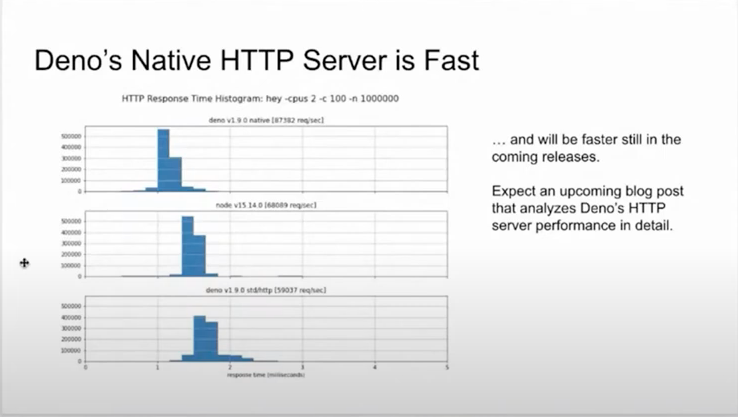 Deno's Native HTTP Server is Fast
HTTP Response Time Histogram: hey -cpus 2 -c 100 -n 1000000
deno v1.9.0 native [87382 req/sec]
500000
400000
300000
200000
100000
0
node v15.14.0 [68089 req/sec]
500000
400000
300000
200000
100000
0
deno v1.9.0 std/http [59037 req/sec]
500000
400000
300000
200000
100000
0
0 1 2 3 4 5
response time (milliseconds)
… and will be faster still in the
coming releases.
Expect an upcoming blog post
that analyzes Deno's HTTP
server performance in detail.